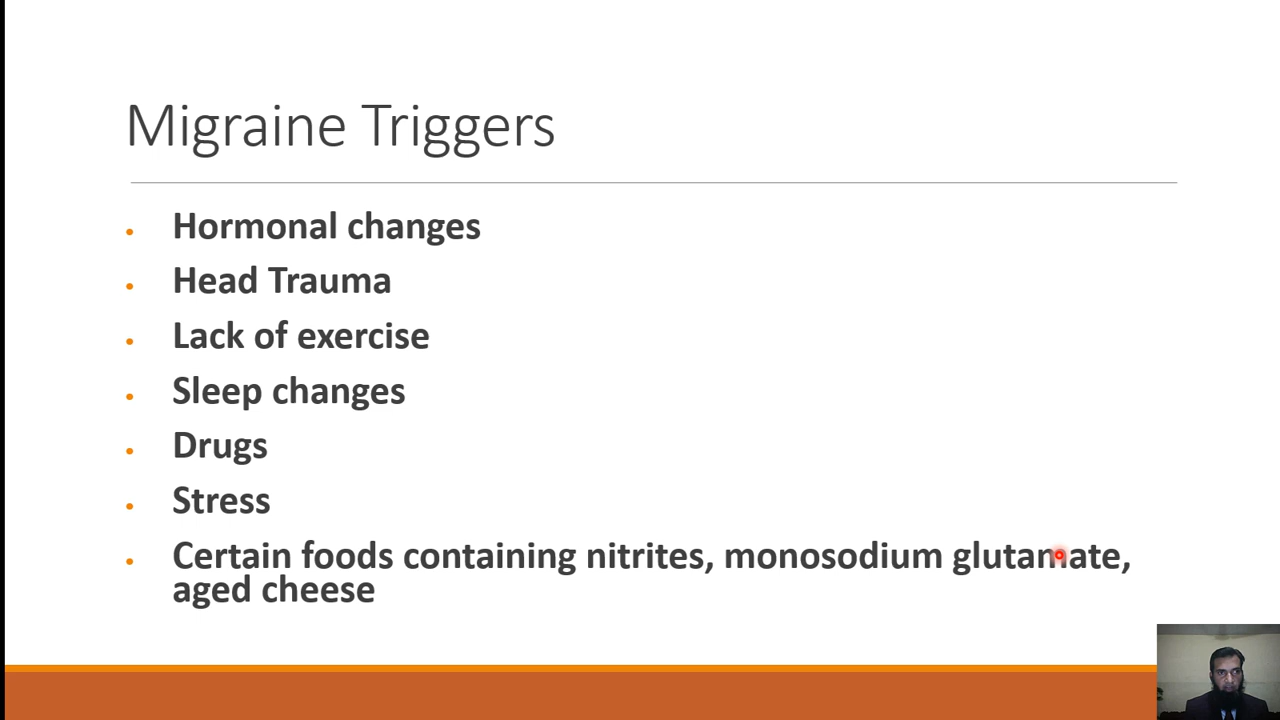 Migraine Triggers
• Hormonal changes
• Head Trauma
• Lack of exercise
• Sleep changes
• Drugs
• Stress
• Certain foods containing nitrites, monosodium glutamate,
aged cheese